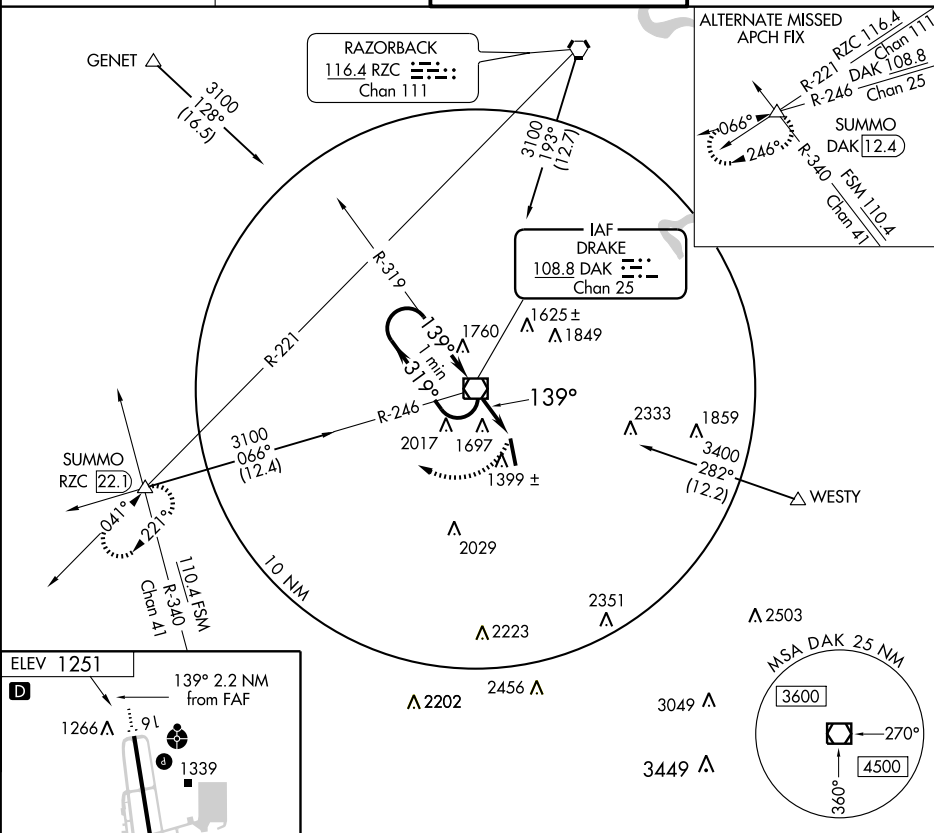 GENET
3100
128°
(16.5)
RAZORBACK
116.4 RZC
Chan 111
3100
193°
(12.7)
ALTERNATE MISSED
APCH FIX
R-221 RZC 116.4
Chan 111
R-246 DAK 108.8
Chan 25
066°
246°
SUMMO
DAK 12.4
R-340
FSM 110.4
Chan 41
IAF
DRAKE
108.8 DAK
Chan 25
R-319
R-221
139°
1 min
319°
1760
1625 ±
1849
139°
R-246
3100
066°
(12.4)
2017
1697
1399 ±
2333
1859
3400
282°
(12.2)
WESTY
SUMMO
RZC 22.1
041°
221°
110.4 FSM
R-340
Chan 41
2029
10 NM
2351
2503
2223
2202
2456
3049
3449
MSA DAK 25 NM
3600
270°
4500
360°
ELEV 1251
D
139° 2.2 NM
from FAF
1266
16
P
1339